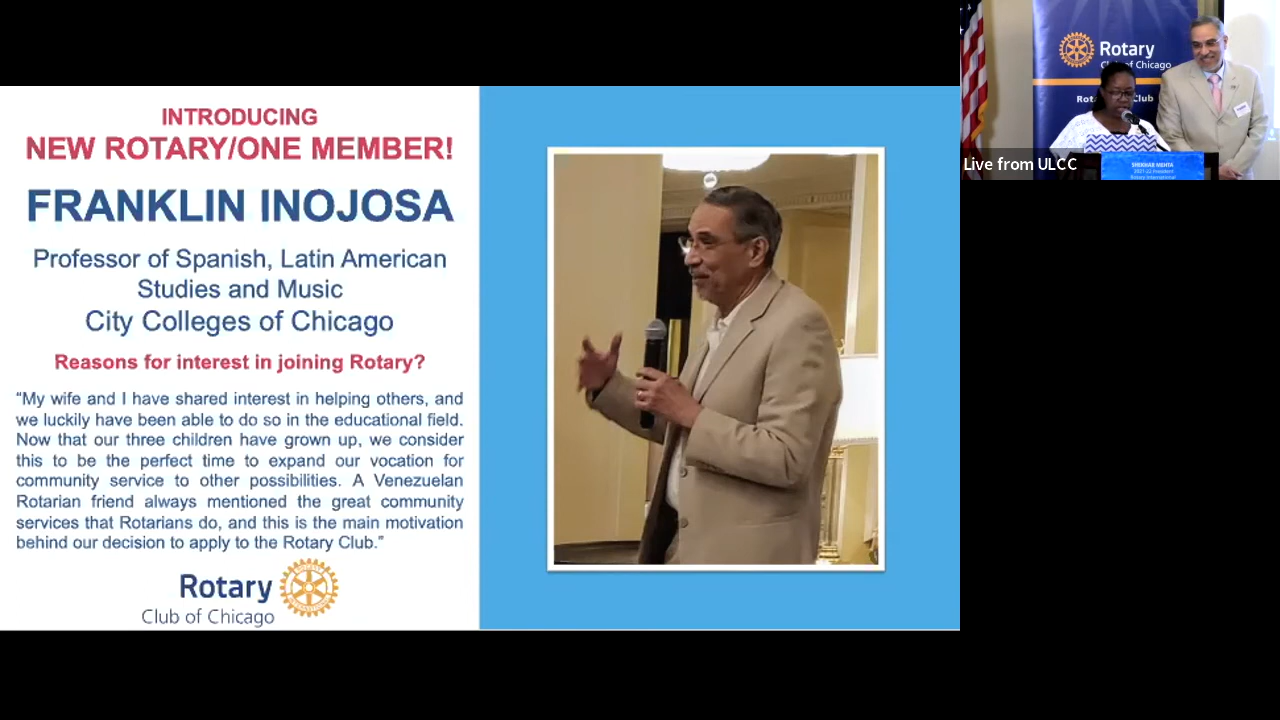 INTRODUCING
NEW ROTARY/ONE MEMBER!
FRANKLIN INOJOSA
Professor of Spanish, Latin American
Studies and Music
City Colleges of Chicago
Reasons for interest in joining Rotary?
“My wife and I have shared interest in helping others, and
we luckily have been able to do so in the educational field.
Now that our three children have grown up, we consider
this to be the perfect time to expand our vocation for
community service to other possibilities. A Venezuelan
Rotarian friend always mentioned the great community
services that Rotarians do, and this is the main motivation
behind our decision to apply to the Rotary Club.”
Rotary
Club of Chicago
Rotary
Club of Chicago
Live from ULCC
SHEKHAR MEHTA
2021-22 President
Rotary International